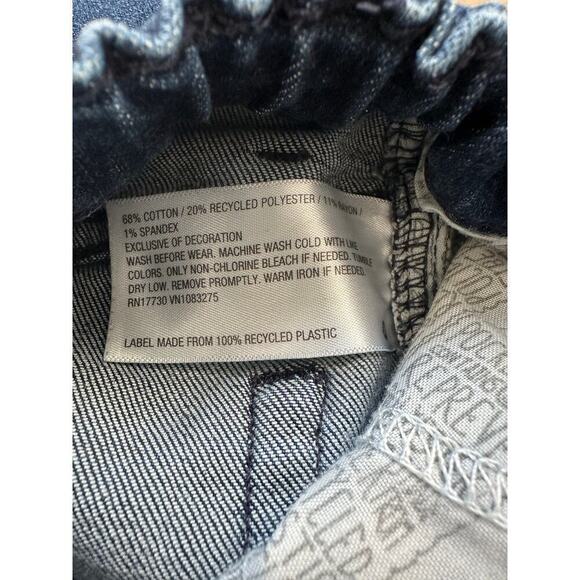 68% COTTON / 20% RECYCLED POLYESTER / 11% RAYON /
1% SPANDEX
EXCLUSIVE OF DECORATION
WASH BEFORE WEAR. MACHINE WASH COLD WITH LIKE
COLORS. ONLY NON-CHLORINE BLEACH IF NEEDED. TUMBLE
DRY LOW. REMOVE PROMPTLY. WARM IRON IF NEEDED.
RN17730 VN1083275
LABEL MADE FROM 100% RECYCLED PLASTIC